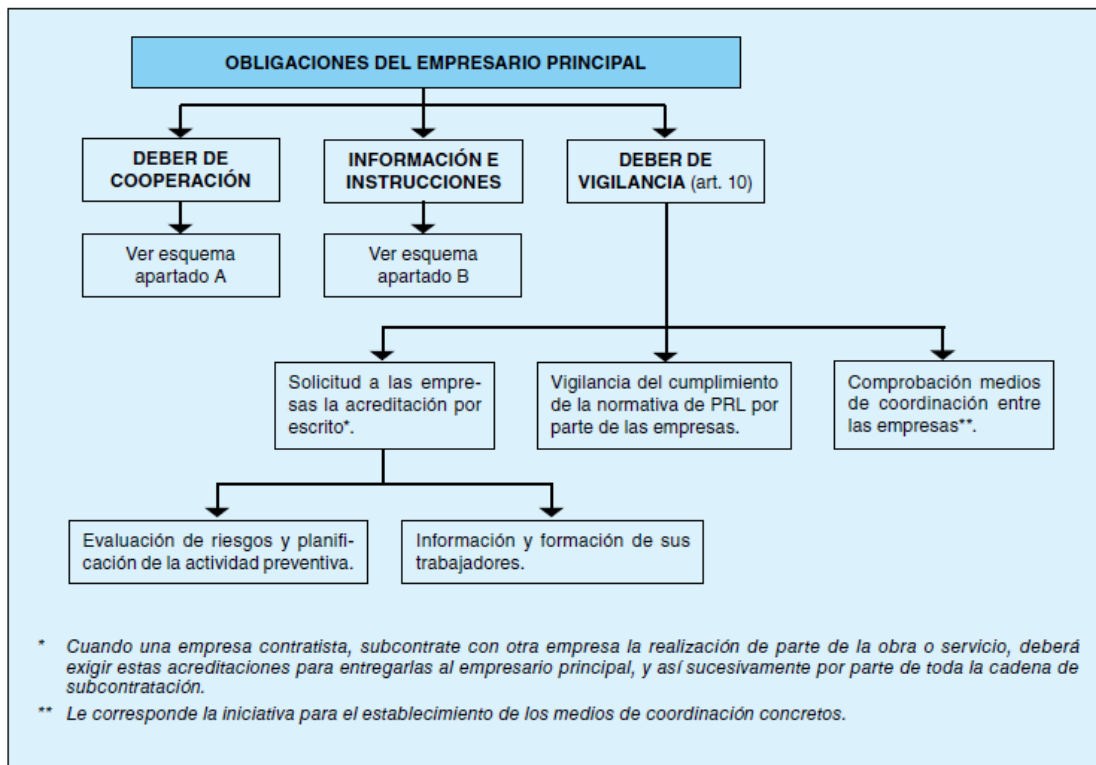 OBLIGACIONES DEL EMPRESARIO PRINCIPAL
DEBER DE
COOPERACIÓN
INFORMACIÓN E
INSTRUCCIONES
DEBER DE
VIGILANCIA (art. 10)
Ver esquema
apartado A
Ver esquema
apartado B
Solicitud a las empre-
sas la acreditación por
escrito*.
Vigilancia del cumplimiento
de la normativa de PRL por
parte de las empresas.
Comprobación medios
de coordinación entre
las empresas**.
Evaluación de riesgos y planifi-
cación de la actividad preventiva.
Información y formación de sus
trabajadores.
* Cuando una empresa contratista, subcontrate con otra empresa la realización de parte de la obra o servicio, deberá
exigir estas acreditaciones para entregarlas al empresario principal, y así sucesivamente por parte de toda la cadena de
subcontratación.
** Le corresponde la iniciativa para el establecimiento de los medios de coordinación concretos.